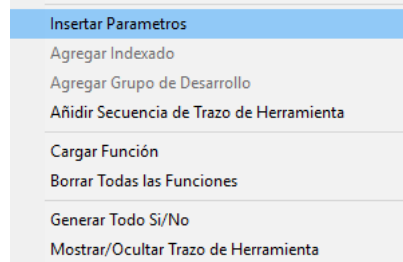 Insertar Parametros
Agregar Indexado
Agregar Grupo de Desarrollo
Añidir Secuencia de Trazo de Herramienta
Cargar Función
Borrar Todas las Funciones
Generar Todo Si/No
Mostrar/Ocultar Trazo de Herramienta